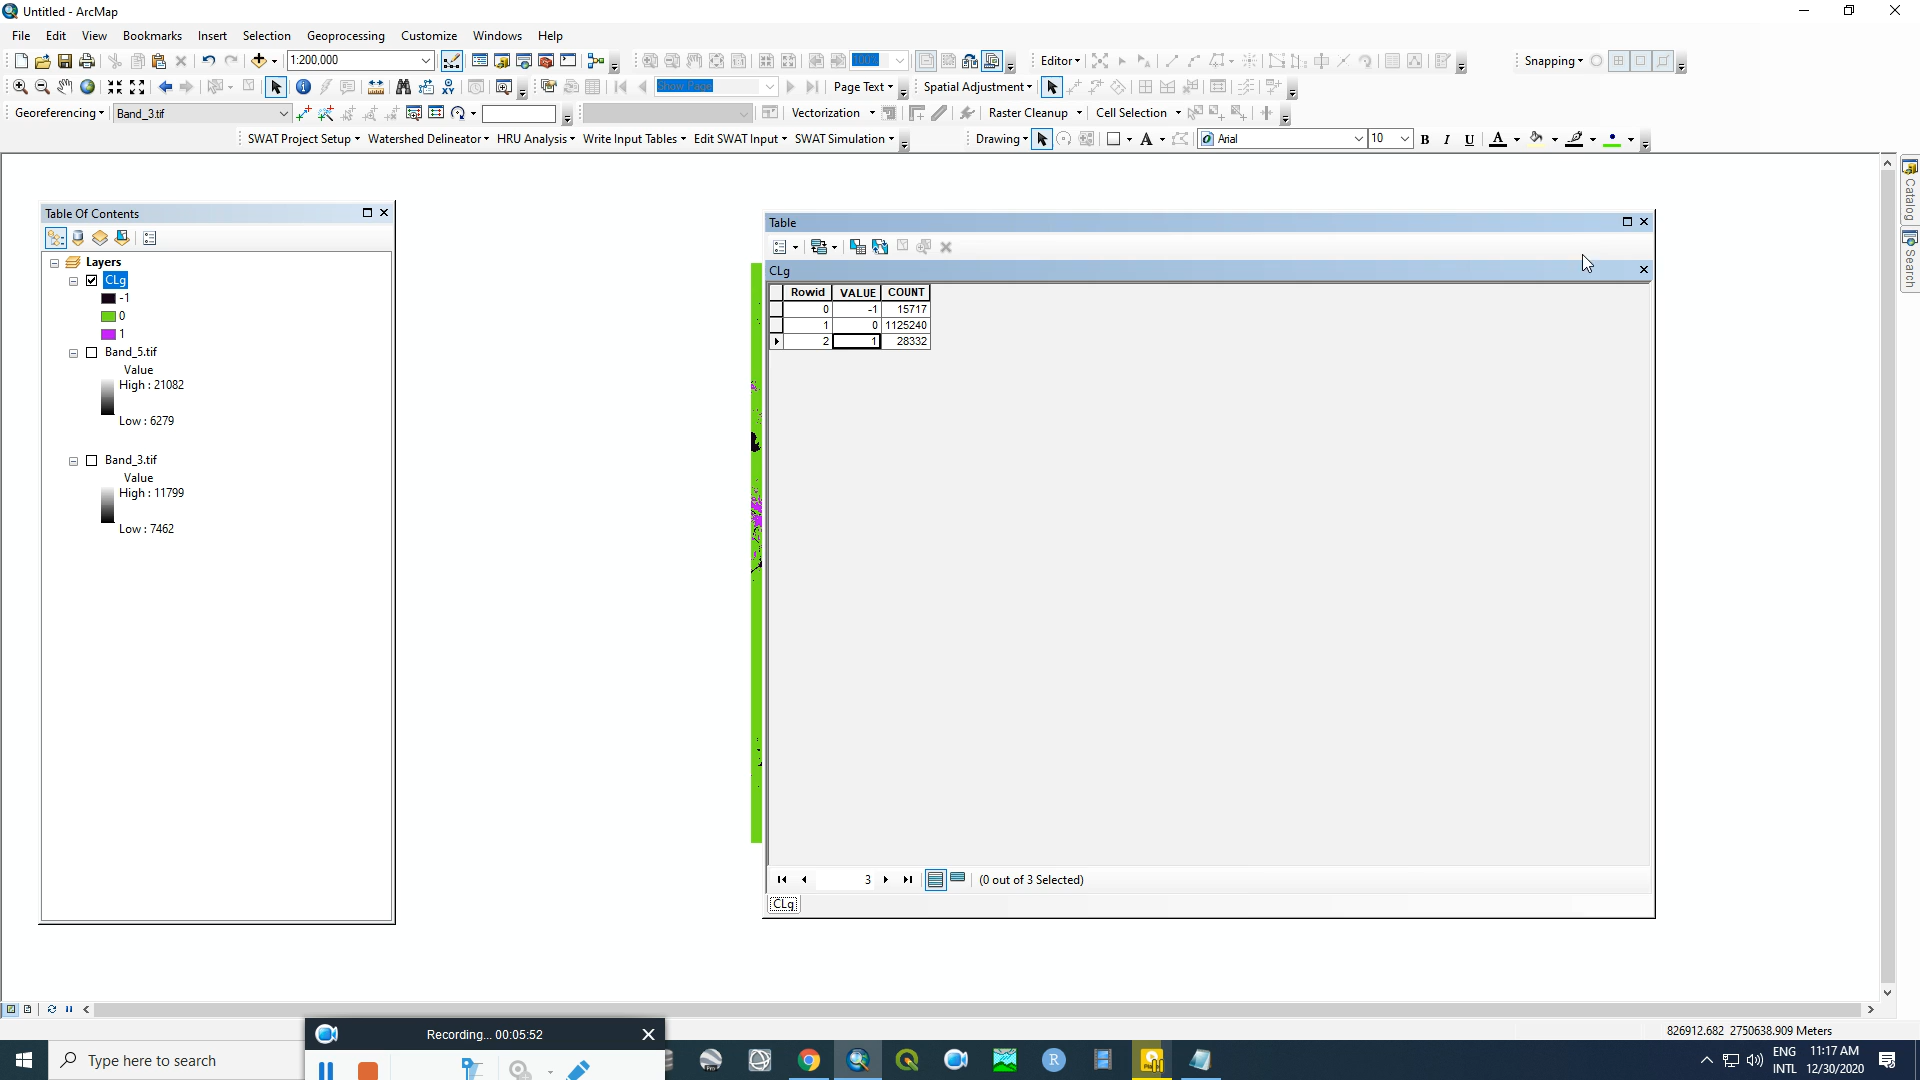 Untitled - ArcMap
File Edit View Bookmarks Insert Selection Geoprocessing Customize Windows Help
1:200,000 100% Editor Snapping
Show Page Page Text Spatial Adjustment
Georeferencing Band_3.tif Vectorization Raster Cleanup Cell Selection
SWAT Project Setup Watershed Delineator HRU Analysis Write Input Tables Edit SWAT Input SWAT Simulation Drawing Arial 10 B I U A
Table Of Contents
Layers
CLg
-1
0
1
Band_5.tif
Value
High : 21082
Low : 6279
Band_3.tif
Value
High : 11799
Low : 7462
Table
CLg
Rowid VALUE COUNT
0 -1 15717
1 0 1125240
2 1 28332
3 (0 out of 3 Selected)
CLg
Catalog
Search
826912.682 2750638.909 Meters
Recording... 00:05:52
Type here to search
ENG
INTL
11:17 AM
12/30/2020